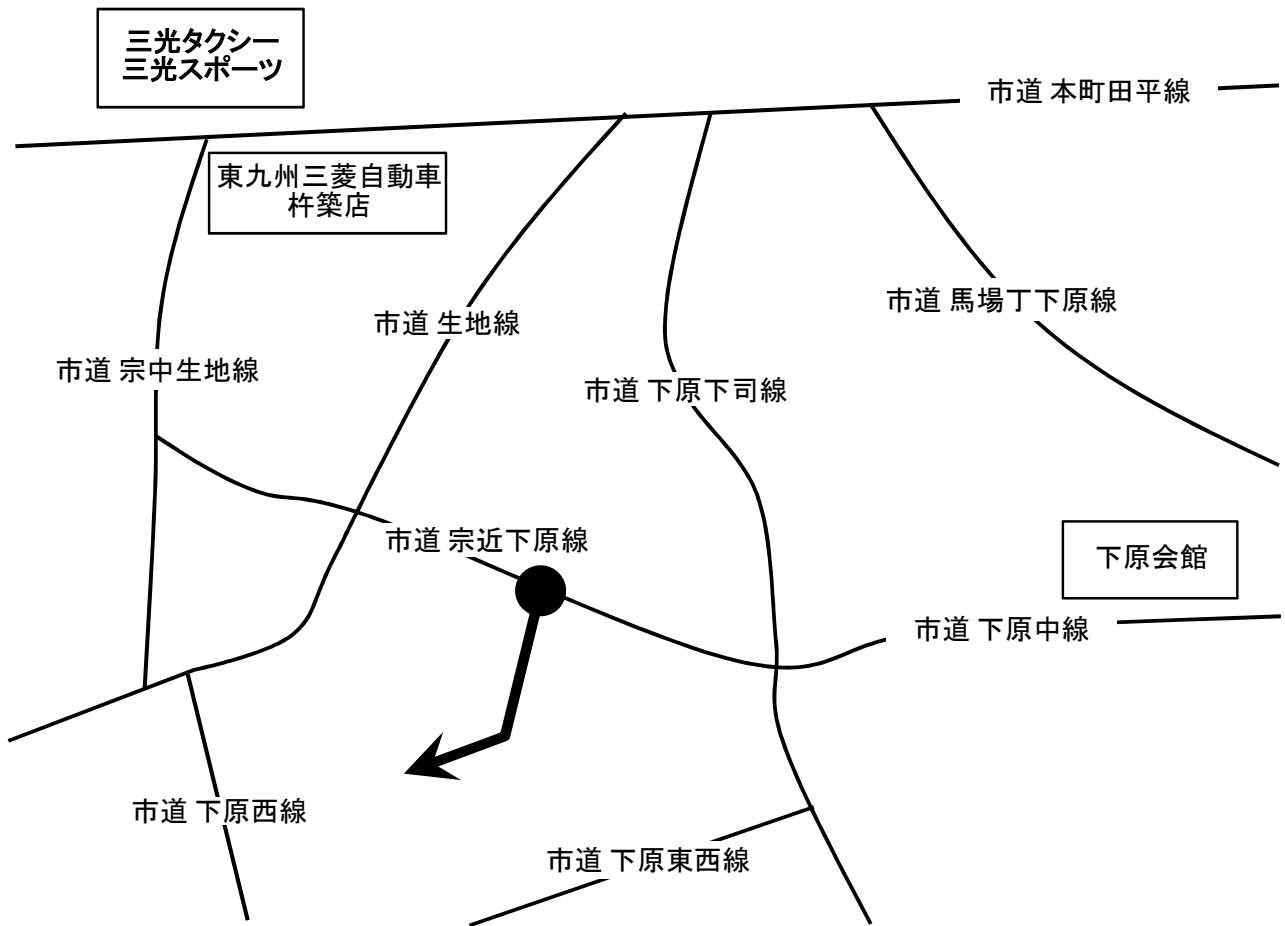 三光タクシー
三光スポーツ
市道 本町田平線
東九州三菱自動車
杵築店
市道 馬場丁下原線
市道 生地線
市道 宗中生地線
市道 下原下司線
市道 宗近下原線
下原会館
市道 下原中線
市道 下原西線
市道 下原東西線